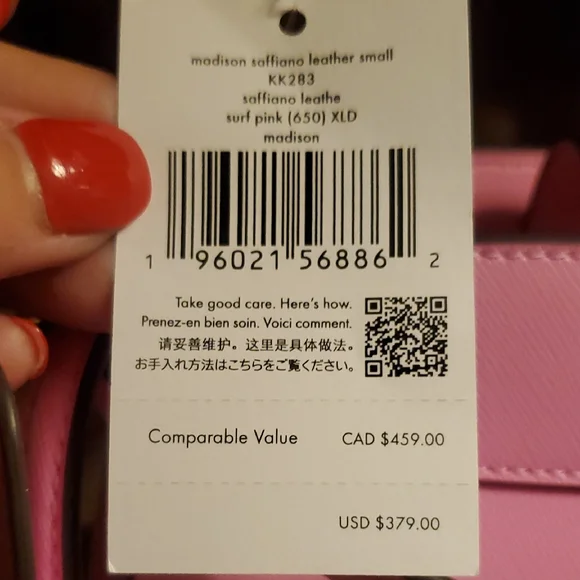 madison saffiano leather small
KK283
saffiano leathe
surf pink (650) XLD
madison
1 96021 56886 2
Take good care. Here's how.
Prenez-en bien soin. Voici comment.
请妥善维护。这里是具体做法。
お手入れ方法はこちらをご覧ください。
Comparable Value CAD $459.00
USD $379.00